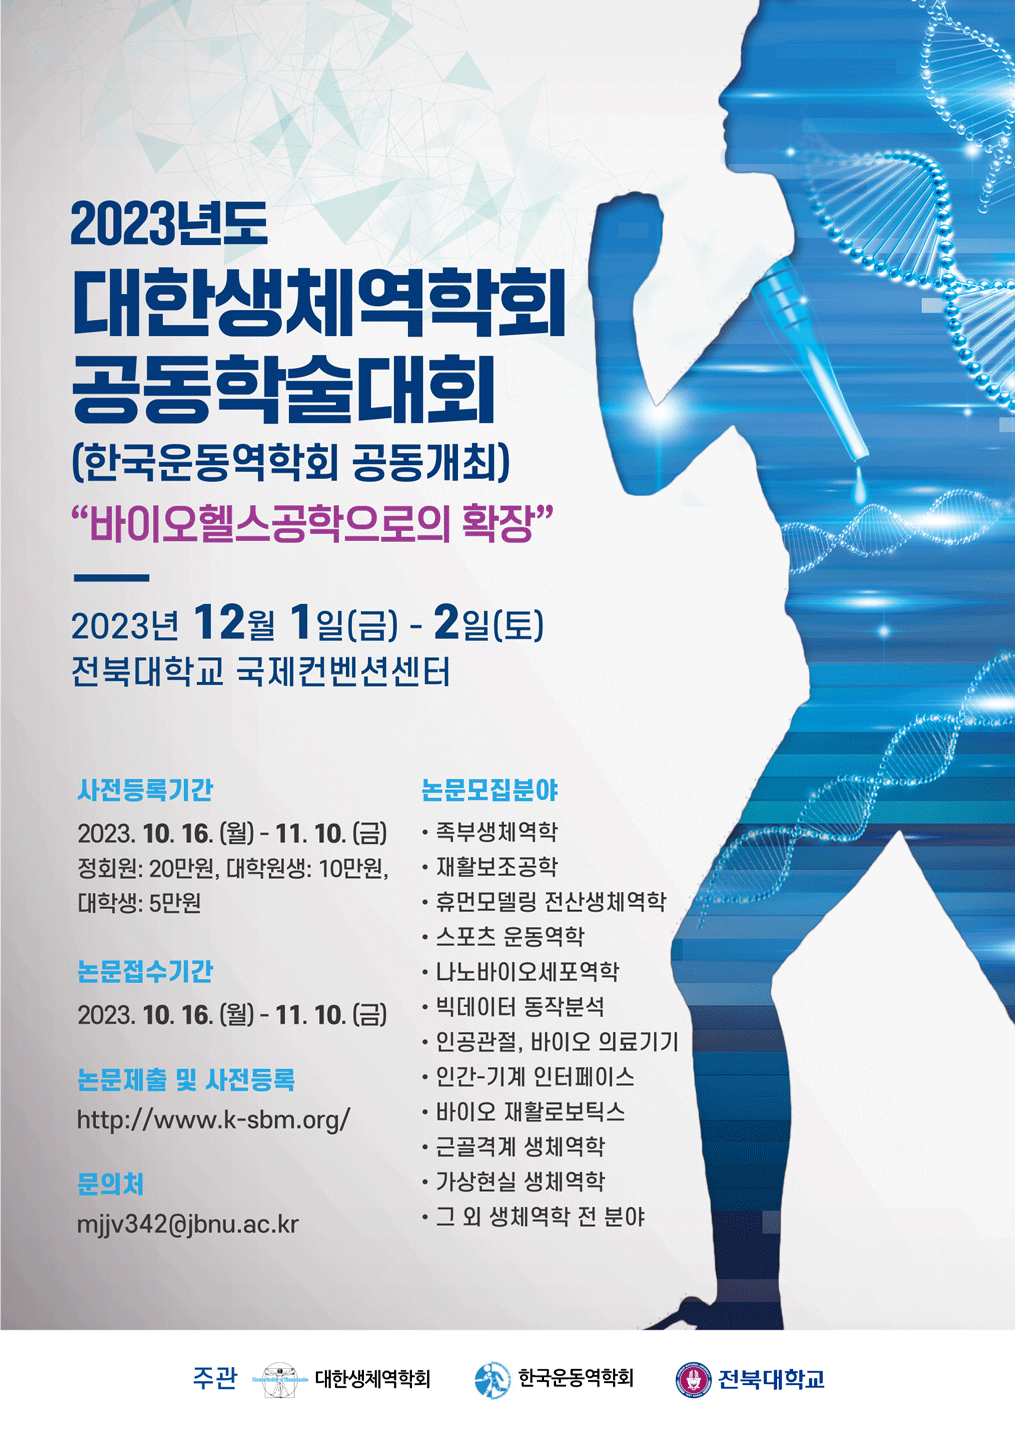 2023년도
대한생체역학회
공동학술대회
(한국운동역학회 공동개최)
“바이오헬스공학으로의 확장”
2023년 12월 1일(금) - 2일(토)
전북대학교 국제컨벤션센터
사전등록기간
2023. 10. 16. (월) - 11. 10. (금)
정회원: 20만원, 대학원생: 10만원,
대학생: 5만원
논문접수기간
2023. 10. 16. (월) - 11. 10. (금)
논문제출 및 사전등록
http://www.k-sbm.org/
문의처
mjjv342@jbnu.ac.kr
논문모집분야
• 족부생체역학
• 재활보조공학
• 휴먼모델링 전산생체역학
• 스포츠 운동역학
• 나노바이오세포역학
• 빅데이터 동작분석
• 인공관절, 바이오 의료기기
• 인간-기계 인터페이스
• 바이오 재활로보틱스
• 근골격계 생체역학
• 가상현실 생체역학
• 그 외 생체역학 전 분야
주관 대한생체역학회 한국운동역학회 전북대학교